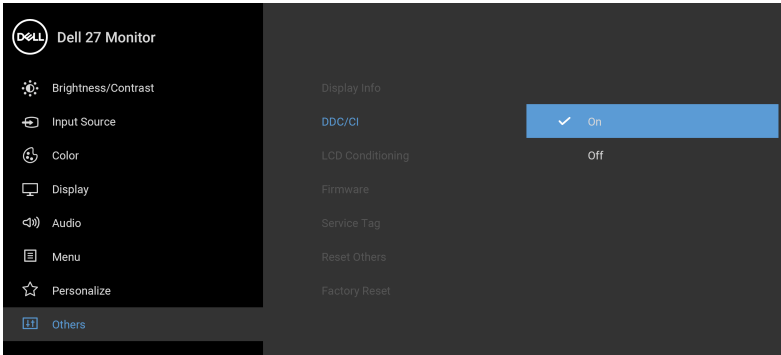 DELL
Dell 27 Monitor
Brightness/Contrast
Input Source
Color
Display
Audio
Menu
Personalize
Others
Display Info
DDC/CI
LCD Conditioning
Firmware
Service Tag
Reset Others
Factory Reset
On
Off